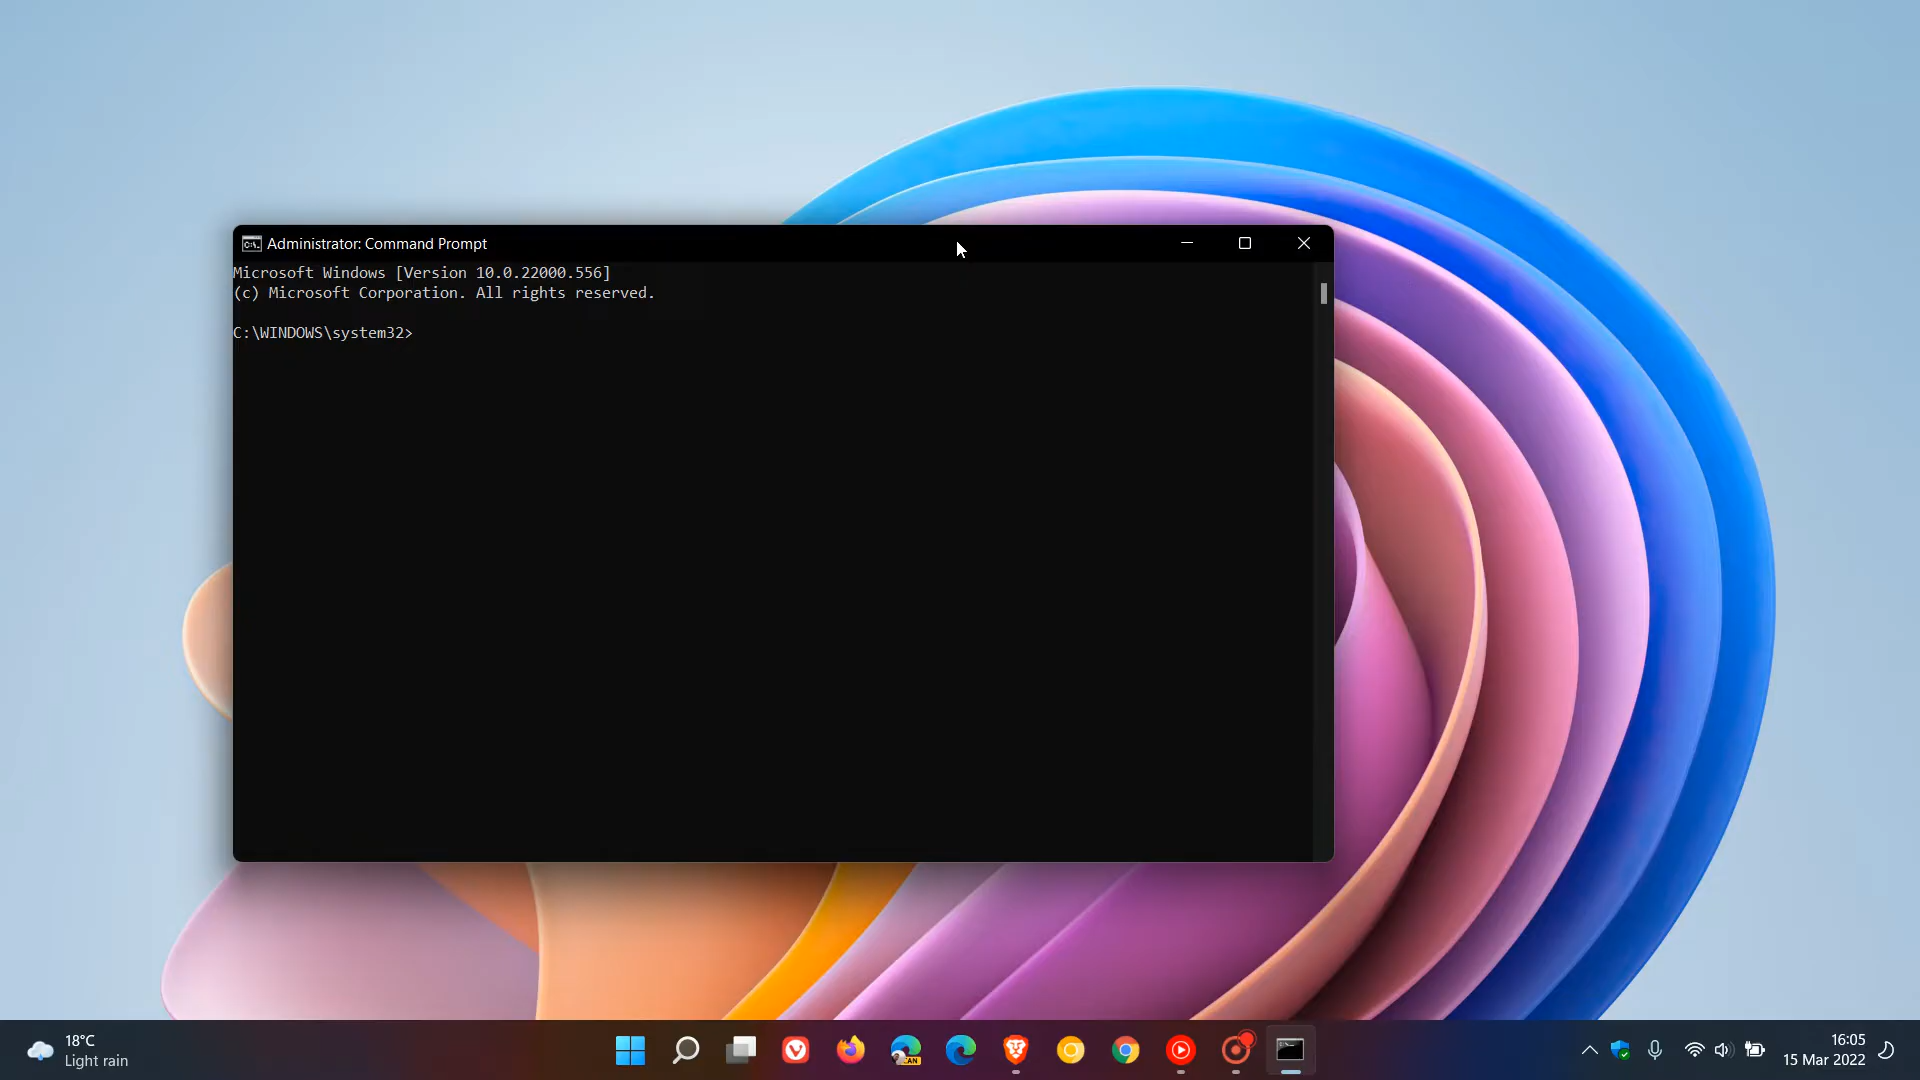 Administrator: Command Prompt
Microsoft Windows [Version 10.0.22000.556]
(c) Microsoft Corporation. All rights reserved.
C:\WINDOWS\system32>
18°C
Light rain
CAN
16:05
15 Mar 2022